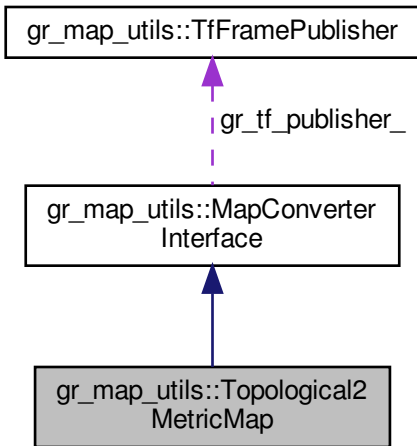 gr_map_utils::TfFramePublisher
gr_tf_publisher_
gr_map_utils::MapConverter
Interface
gr_map_utils::Topological2
MetricMap